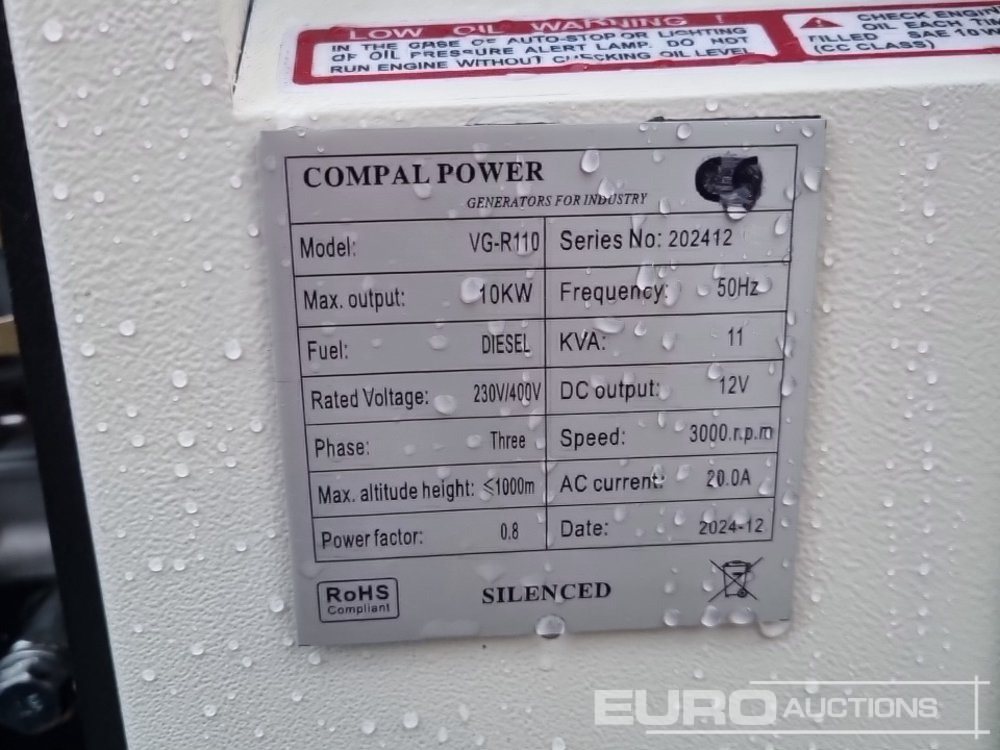 LOW OIL WARNING !
IN THE CASE OF AUTO-STOP OR LIGHTING
OF OIL PRESSURE ALERT LAMP. DO NOT
RUN ENGINE WITHOUT CHECKING OIL LEVEL
CHECK ENGIN
OIL EACH TIM
FILLED SAE 10W
(CC CLASS)
COMPAL POWER
GENERATORS FOR INDUSTRY
Model: VG-R110 Series No: 202412
Max. output: 10KW Frequency: 50Hz
Fuel: DIESEL KVA: 11
Rated Voltage: 230V/400V DC output: 12V
Phase: Three Speed: 3000.r.p.m
Max. altitude height: ≤1000m AC current: 20.0A
Power factor: 0.8 Date: 2024-12
RoHS
Compliant
SILENCED
EURO AUCTIONS